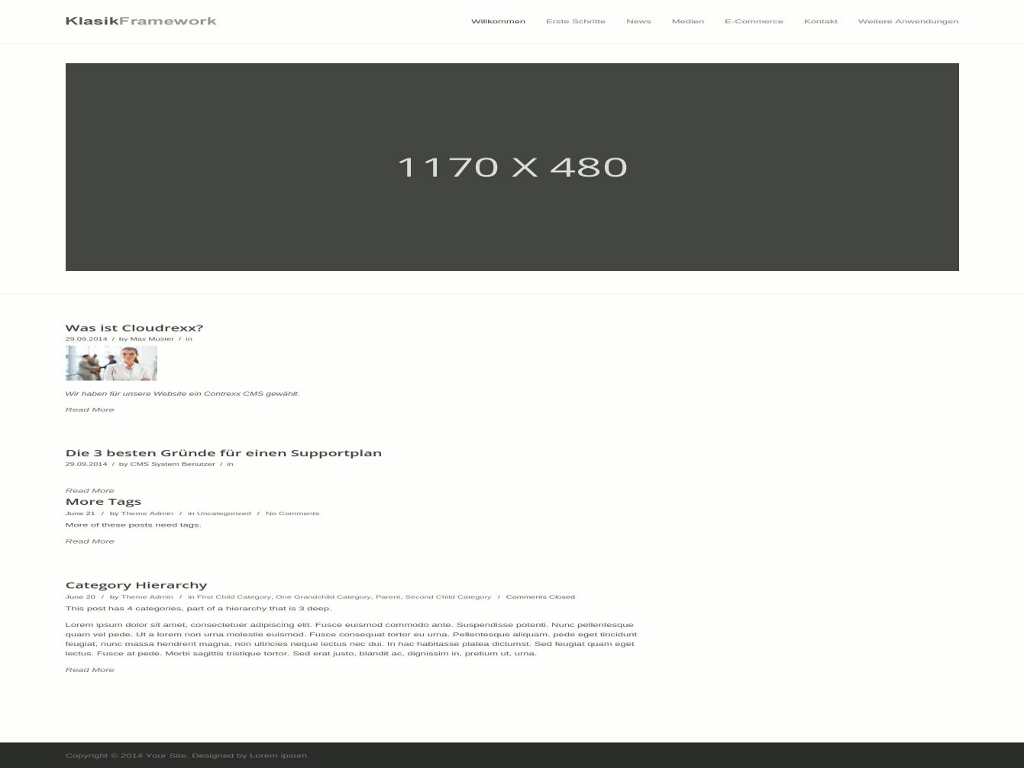 KlasikFramework
Willkommen Erste Schritte News Medien E-Commerce Kontakt Weitere Anwendungen
1170 X 480
Was ist Cloudrexx?
29.09.2014 / by Max Muster / in
Wir haben für unsere Website ein Contrexx CMS gewählt.
Read More
Die 3 besten Gründe für einen Supportplan
29.09.2014 / by CMS System Benutzer / in
Read More
More Tags
June 21 / by Theme Admin / in Uncategorized / No Comments
More of these posts need tags.
Read More
Category Hierarchy
June 20 / by Theme Admin / in First Child Category, One Grandchild Category, Parent, Second Child Category / Comments Closed
This post has 4 categories, part of a hierarchy that is 3 deep.
Lorem ipsum dolor sit amet, consectetuer adipiscing elit. Fusce euismod commodo ante. Suspendisse potenti. Nunc pellentesque
quam vel pede. Ut a lorem non urna molestie euismod. Fusce consequat tortor eu urna. Pellentesque aliquam, pede eget tincidunt
feugiat, nunc massa hendrerit magna, non ultricies neque lectus nec dui. In hac habitasse platea dictumst. Sed feugiat quam eget
lectus. Fusce at pede. Morbi sagittis tristique tortor. Sed erat justo, blandit ac, dignissim in, pretium ut, urna.
Read More
Copyright © 2014 Your Site. Designed by Lorem Ipsum.